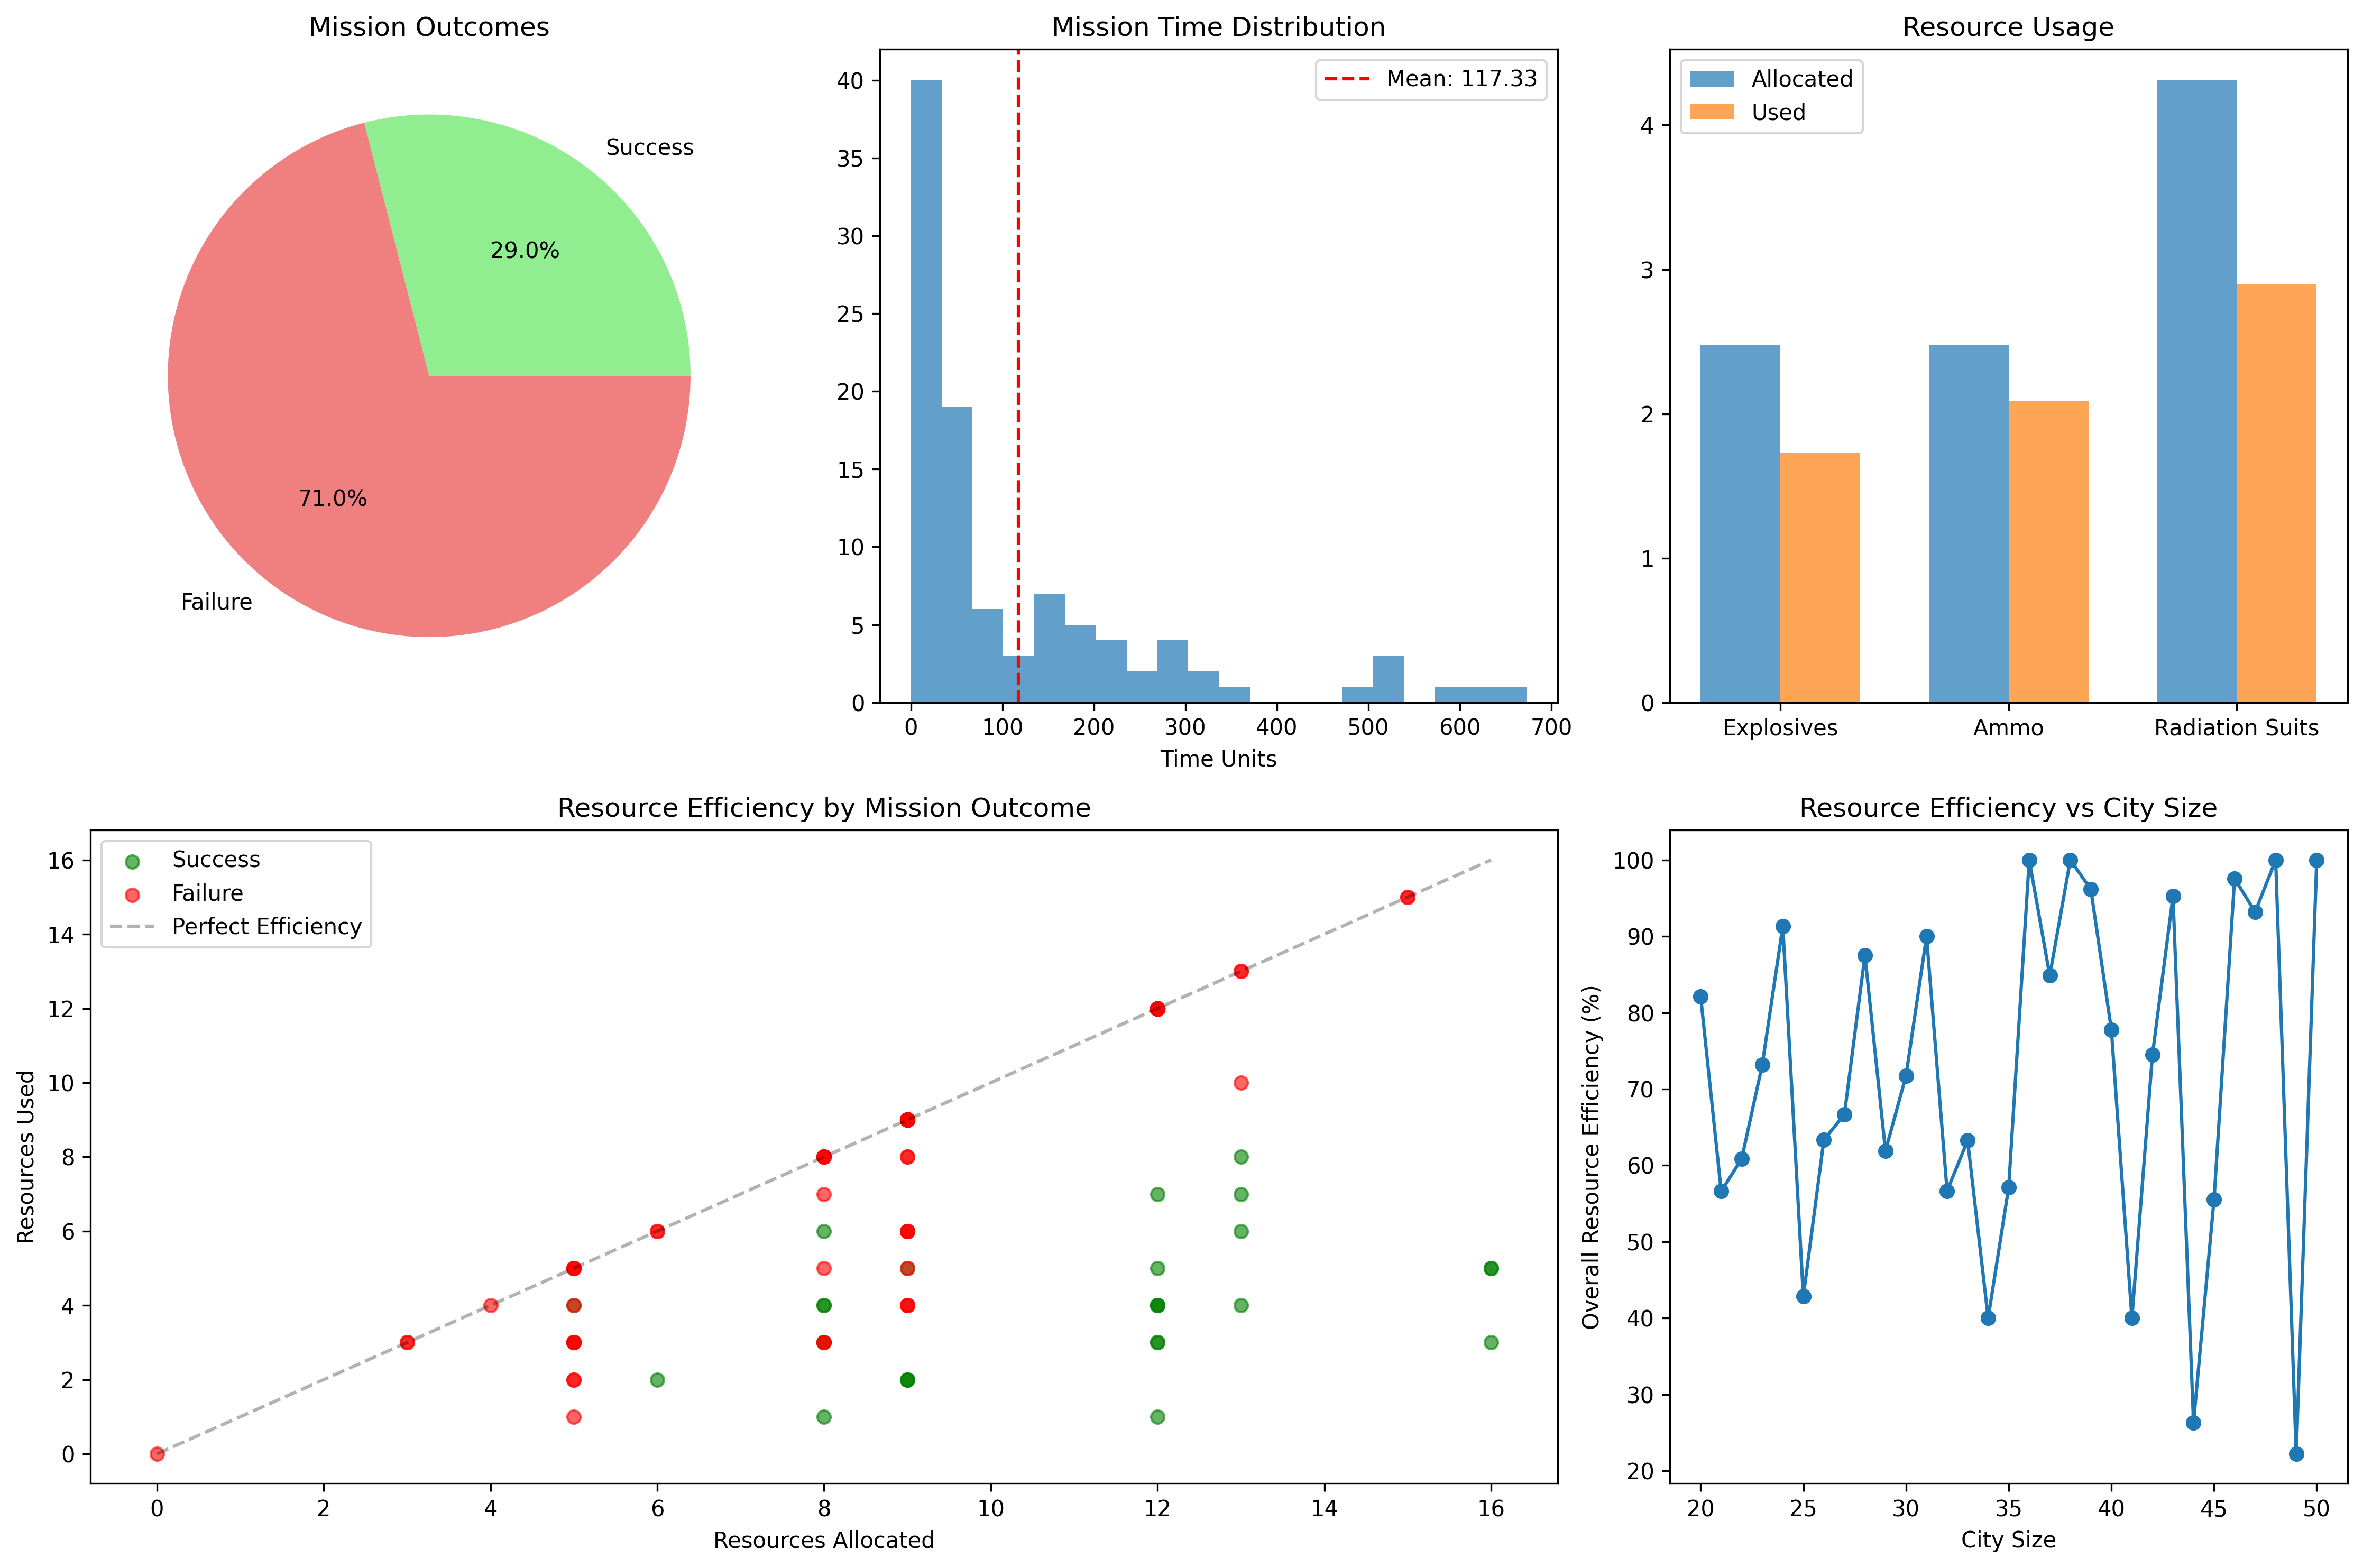 Mission Outcomes
Success
29.0%
71.0%
Failure
Mission Time Distribution
Mean: 117.33
40
35
30
25
20
15
10
5
0
0 100 200 300 400 500 600 700
Time Units
Resource Usage
Allocated
Used
4
3
2
1
0
Explosives Ammo Radiation Suits
Resource Efficiency by Mission Outcome
Success
Failure
Perfect Efficiency
Resources Used
16
14
12
10
8
6
4
2
0
0 2 4 6 8 10 12 14 16
Resources Allocated
Resource Efficiency vs City Size
Overall Resource Efficiency (%)
100
90
80
70
60
50
40
30
20
20 25 30 35 40 45 50
City Size